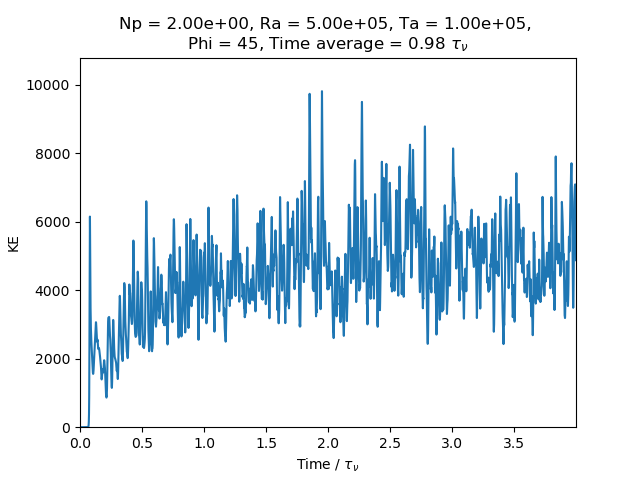 Np = 2.00e+00, Ra = 5.00e+05, Ta = 1.00e+05,
Phi = 45, Time average = 0.98 τν
10000
8000
6000
4000
2000
0
KE
0.0 0.5 1.0 1.5 2.0 2.5 3.0 3.5
Time / τν